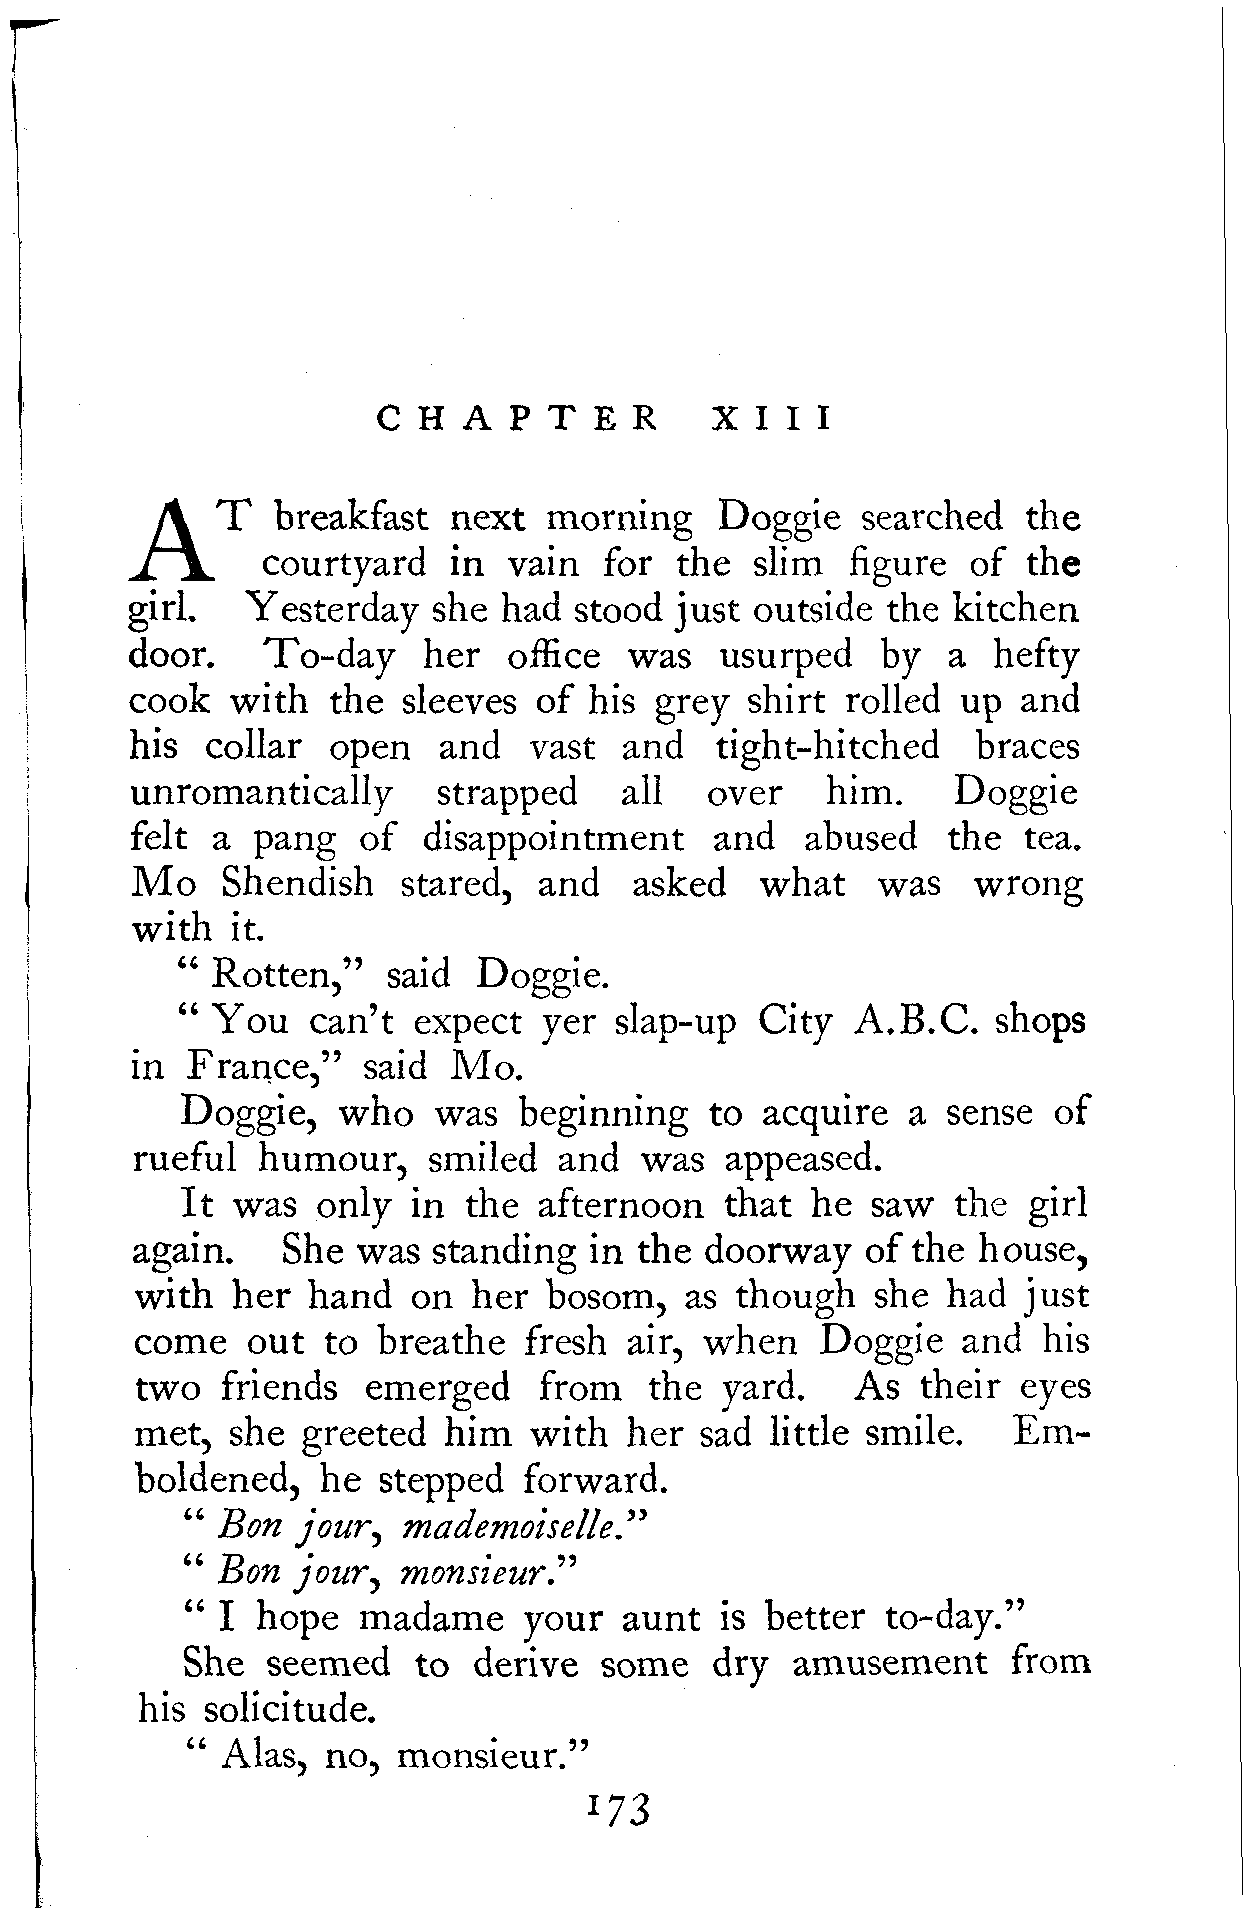 CHAPTER XIII
AT breakfast next morning Doggie searched the
courtyard in vain for the slim figure of the
girl. Yesterday she had stood just outside the kitchen
door. To-day her office was usurped by a hefty
cook with the sleeves of his grey shirt rolled up and
his collar open and vast and tight-hitched braces
unromantically strapped all over him. Doggie
felt a pang of disappointment and abused the tea.
Mo Shendish stared, and asked what was wrong
with it.
“ Rotten,” said Doggie.
“ You can’t expect yer slap-up City A.B.C. shops
in France,” said Mo.
Doggie, who was beginning to acquire a sense of
rueful humour, smiled and was appeased.
It was only in the afternoon that he saw the girl
again. She was standing in the doorway of the house,
with her hand on her bosom, as though she had just
come out to breathe fresh air, when Doggie and his
two friends emerged from the yard. As their eyes
met, she greeted him with her sad little smile. Em-
boldened, he stepped forward.
“ Bon jour, mademoiselle.”
“ Bon jour, monsieur.”
“ I hope madame your aunt is better to-day.”
She seemed to derive some dry amusement from
his solicitude.
“ Alas, no, monsieur.”
173